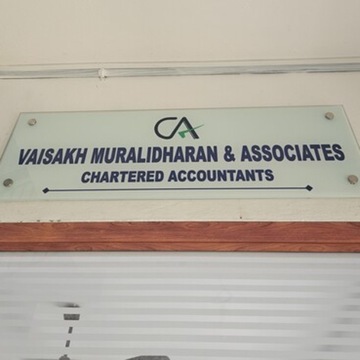 CA
VAISAKH MURALIDHARAN & ASSOCIATES
CHARTERED ACCOUNTANTS